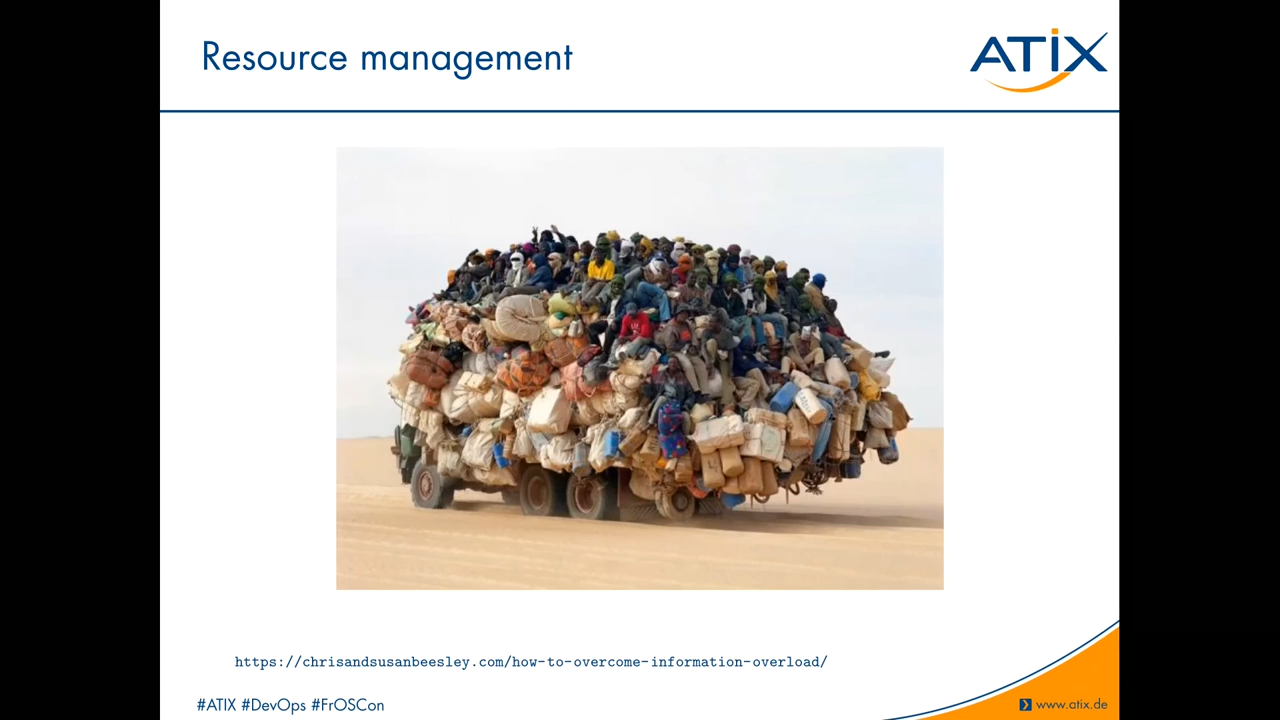 Resource management
ATIX
https://chrisandsusanbeesley.com/how-to-overcome-information-overload/
#ATIX #DevOps #FrOSCon
www.atix.de